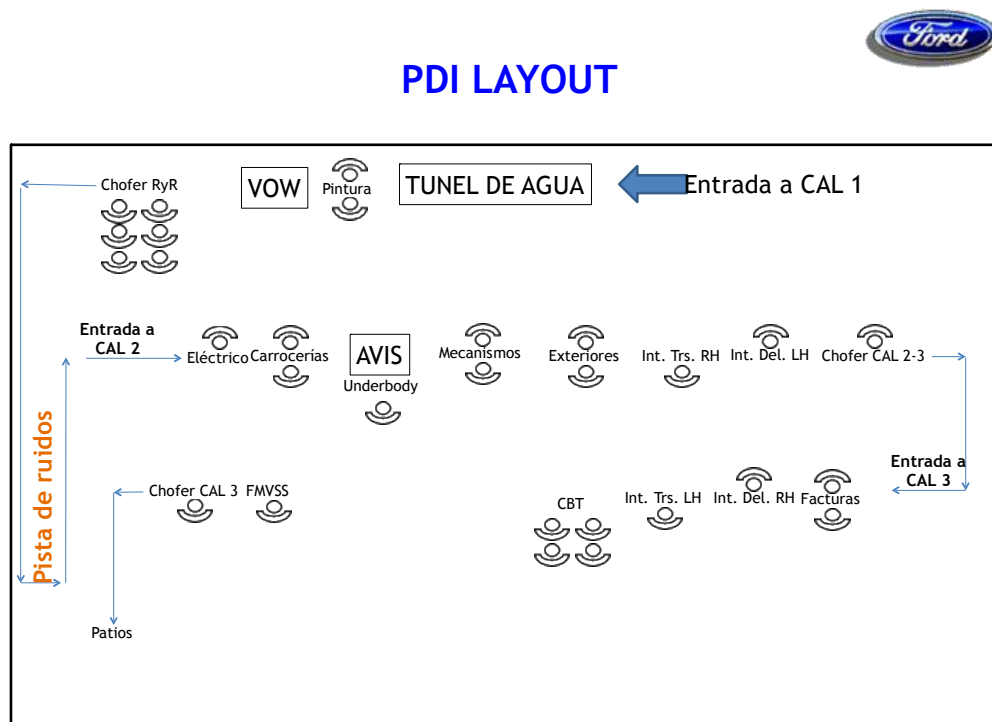 Ford
PDI LAYOUT
Chofer RyR
VOW
Pintura
TUNEL DE AGUA
Entrada a CAL 1
Entrada a
CAL 2
Eléctrico
Carrocerías
AVIS
Underbody
Mecanismos
Exteriores
Int. Trs. RH
Int. Del. LH
Chofer CAL 2-3
Pista de ruidos
Entrada a
CAL 3
Chofer CAL 3
FMVSS
CBT
Int. Trs. LH
Int. Del. RH
Facturas
Patios